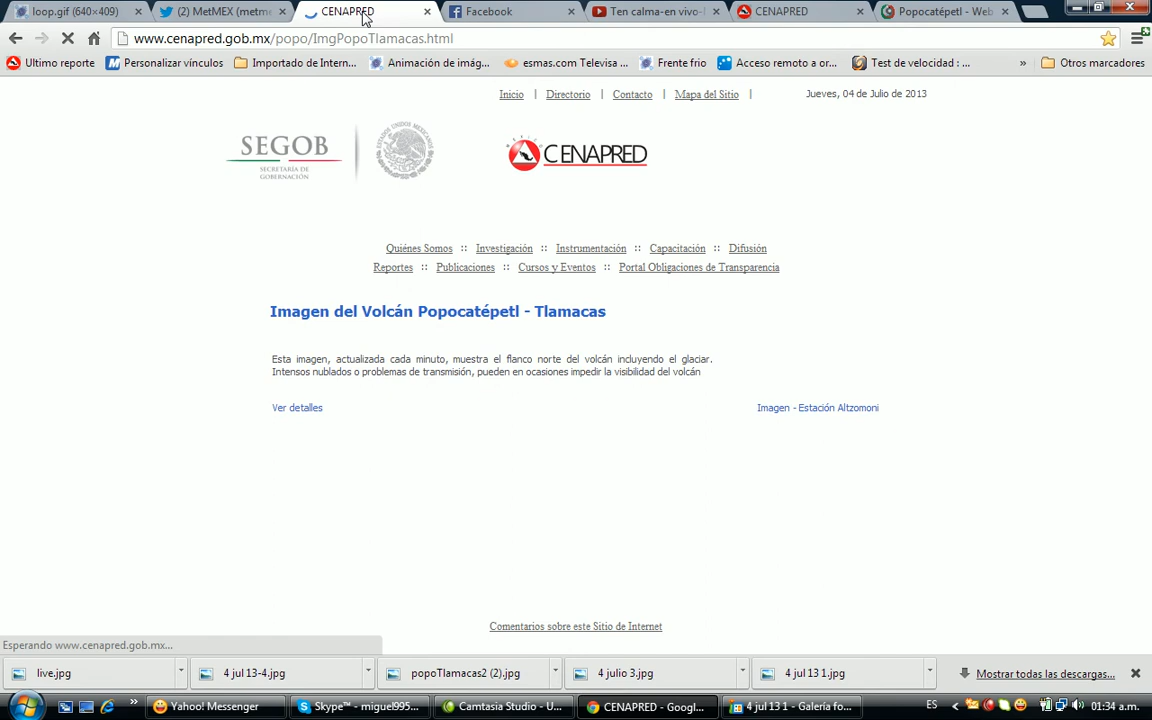 loop.gif (640×409)
(2) MetMEX (metme
CENAPRED
Facebook
Ten calma-en vivo-
CENAPRED
Popocatépetl - Web
www.cenapred.gob.mx/popo/ImgPopoTlamacas.html
Ultimo reporte
Personalizar vínculos
Importado de Intern...
Animación de imág...
esmas.com Televisa ...
Frente frio
Acceso remoto a or...
Test de velocidad : ...
»
Otros marcadores
Inicio | Directorio | Contacto | Mapa del Sitio |
Jueves, 04 de Julio de 2013
SEGOB
SECRETARÍA DE
GOBERNACIÓN
ESTADOS UNIDOS MEXICANOS
CENAPRED
Quiénes Somos :: Investigación :: Instrumentación :: Capacitación :: Difusión
Reportes :: Publicaciones :: Cursos y Eventos :: Portal Obligaciones de Transparencia
Imagen del Volcán Popocatépetl - Tlamacas
Esta imagen, actualizada cada minuto, muestra el flanco norte del volcán incluyendo el glaciar.
Intensos nublados o problemas de transmisión, pueden en ocasiones impedir la visibilidad del volcán
Ver detalles
Imagen - Estación Altzomoni
Comentarios sobre este Sitio de Internet
Esperando www.cenapred.gob.mx...
live.jpg
4 jul 13-4.jpg
popoTlamacas2 (2).jpg
4 julio 3.jpg
4 jul 13 1.jpg
Mostrar todas las descargas...
»
Yahoo! Messenger
Skype™ - miguel995...
Camtasia Studio - U...
CENAPRED - Googl...
4 jul 13 1 - Galería fo...
ES
01:34 a.m.